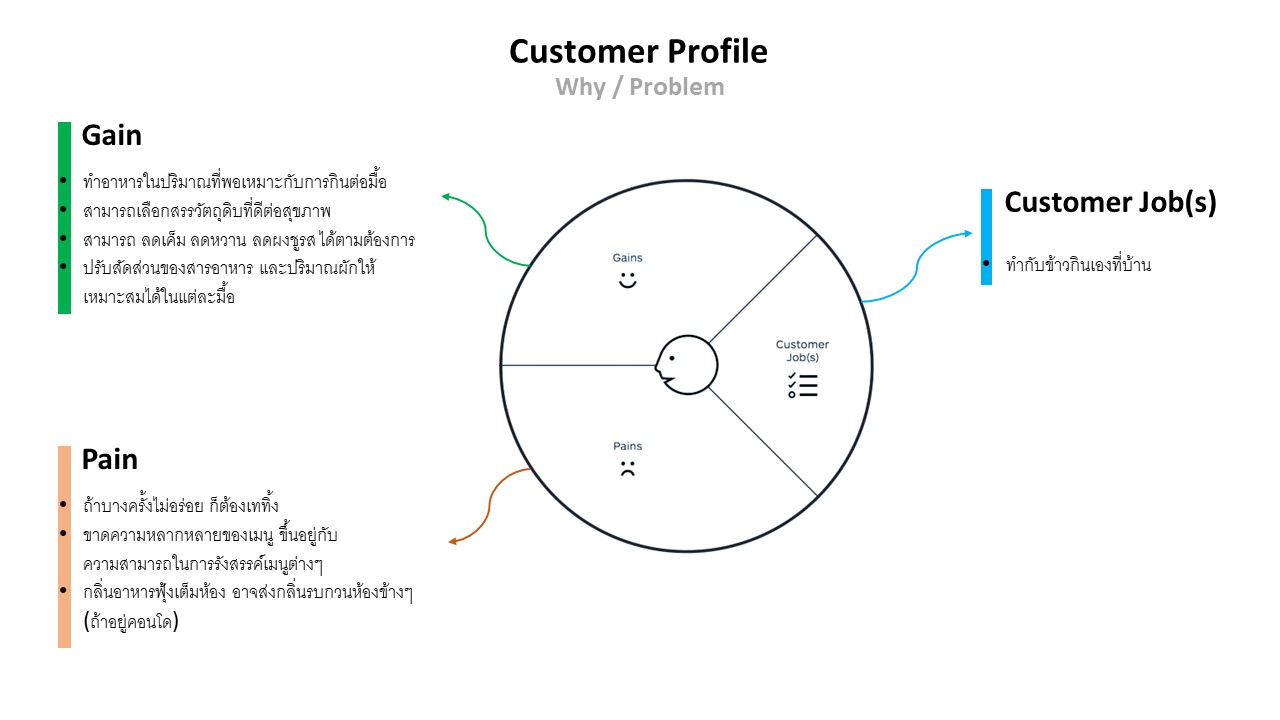 Customer Profile
Why / Problem
Gain
• ทำอาหารในปริมาณที่พอเหมาะกับการกินต่อมื้อ
• สามารถเลือกสรรวัตถุดิบที่ดีต่อสุขภาพ
• สามารถ ลดเค็ม ลดหวาน ลดผงชูรส ได้ตามต้องการ
• ปรับสัดส่วนของสารอาหาร และปริมาณผักให้
เหมาะสมได้ในแต่ละมื้อ
Customer Job(s)
• ทำกับข้าวกินเองที่บ้าน
Gains
Customer
Job(s)
Pains
Pain
• ถ้าบางครั้งไม่อร่อย ก็ต้องเททิ้ง
• ขาดความหลากหลายของเมนู ขึ้นอยู่กับ
ความสามารถในการรังสรรค์เมนูต่างๆ
• กลิ่นอาหารฟุ้งเต็มห้อง อาจส่งกลิ่นรบกวนห้องข้างๆ
(ถ้าอยู่คอนโด)